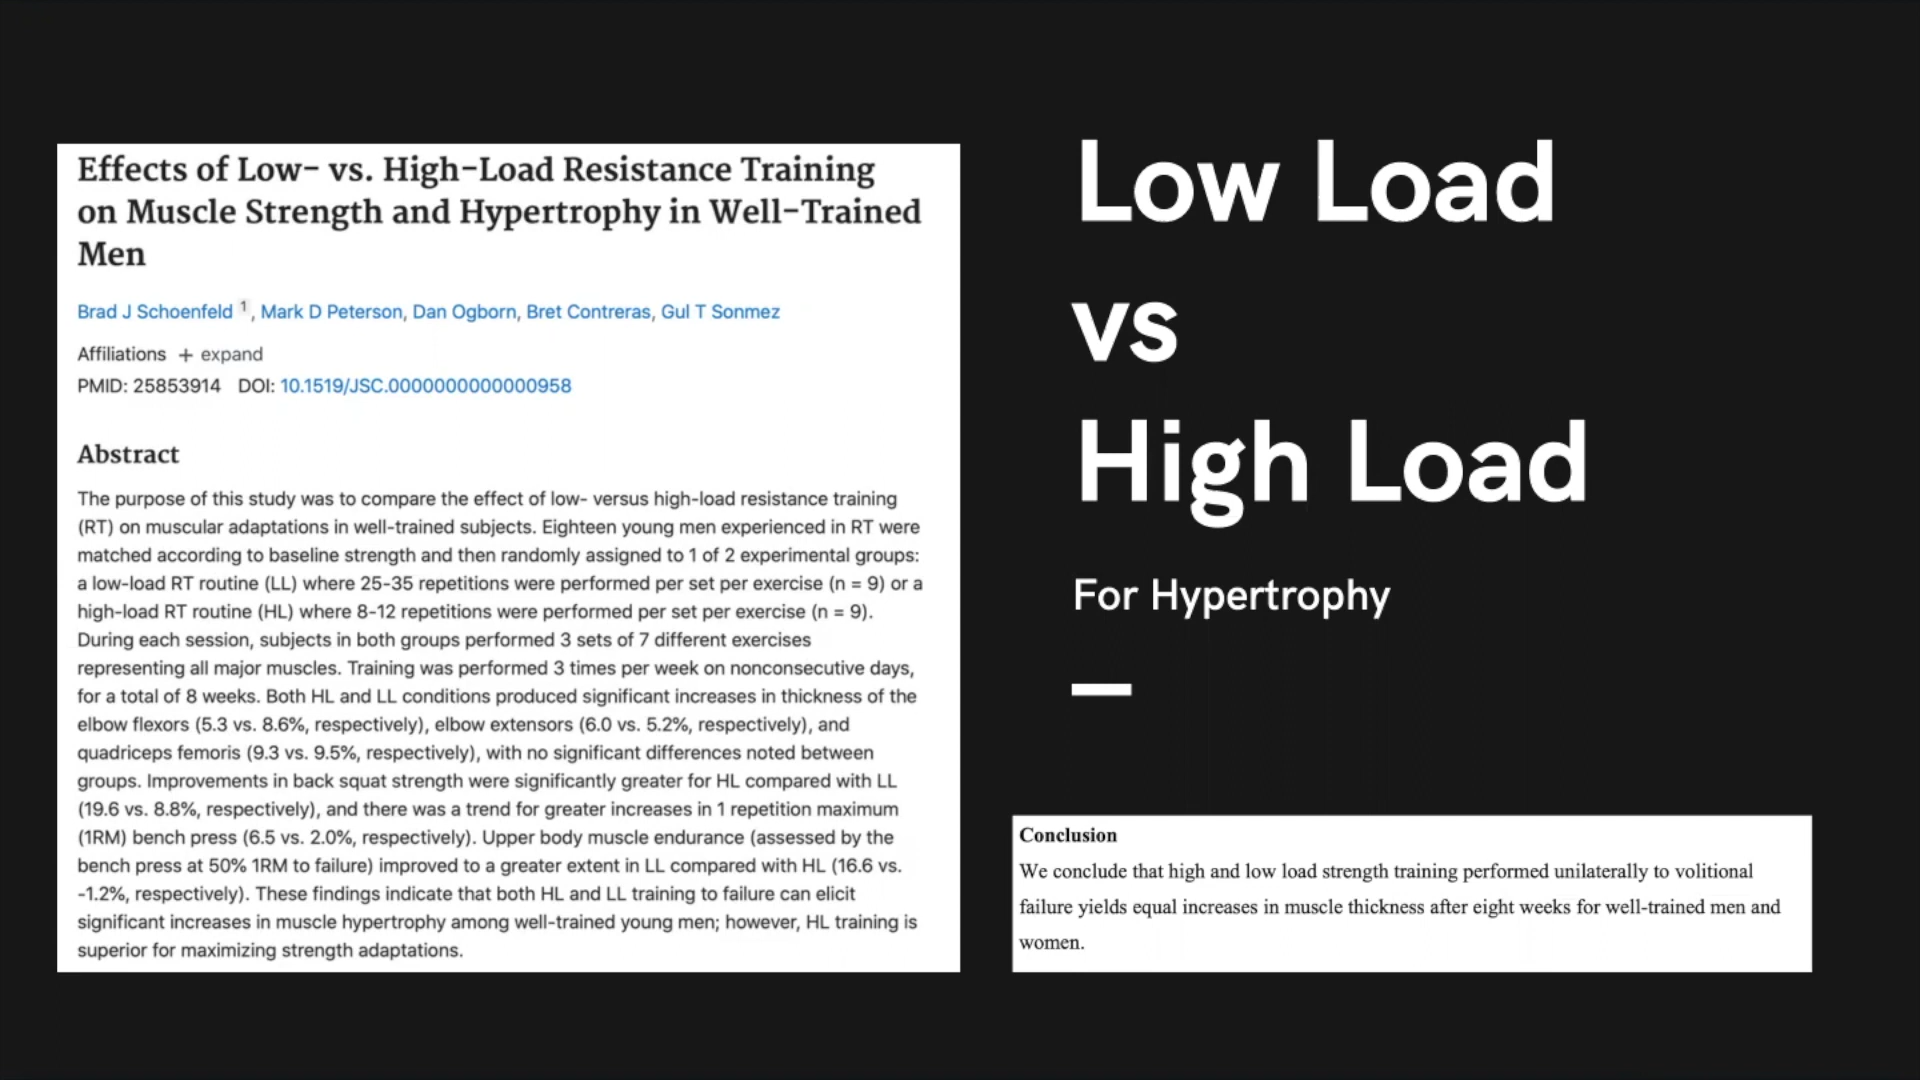 Effects of Low- vs. High-Load Resistance Training
on Muscle Strength and Hypertrophy in Well-Trained
Men
Brad J Schoenfeld 1, Mark D Peterson, Dan Ogborn, Bret Contreras, Gul T Sonmez
Affiliations + expand
PMID: 25853914 DOI: 10.1519/JSC.0000000000000958
Abstract
The purpose of this study was to compare the effect of low- versus high-load resistance training
(RT) on muscular adaptations in well-trained subjects. Eighteen young men experienced in RT were
matched according to baseline strength and then randomly assigned to 1 of 2 experimental groups:
a low-load RT routine (LL) where 25-35 repetitions were performed per set per exercise (n = 9) or a
high-load RT routine (HL) where 8-12 repetitions were performed per set per exercise (n = 9).
During each session, subjects in both groups performed 3 sets of 7 different exercises
representing all major muscles. Training was performed 3 times per week on nonconsecutive days,
for a total of 8 weeks. Both HL and LL conditions produced significant increases in thickness of the
elbow flexors (5.3 vs. 8.6%, respectively), elbow extensors (6.0 vs. 5.2%, respectively), and
quadriceps femoris (9.3 vs. 9.5%, respectively), with no significant differences noted between
groups. Improvements in back squat strength were significantly greater for HL compared with LL
(19.6 vs. 8.8%, respectively), and there was a trend for greater increases in 1 repetition maximum
(1RM) bench press (6.5 vs. 2.0%, respectively). Upper body muscle endurance (assessed by the
bench press at 50% 1RM to failure) improved to a greater extent in LL compared with HL (16.6 vs.
-1.2%, respectively). These findings indicate that both HL and LL training to failure can elicit
significant increases in muscle hypertrophy among well-trained young men; however, HL training is
superior for maximizing strength adaptations.
Low Load
vs
High Load
For Hypertrophy
Conclusion
We conclude that high and low load strength training performed unilaterally to volitional
failure yields equal increases in muscle thickness after eight weeks for well-trained men and
women.